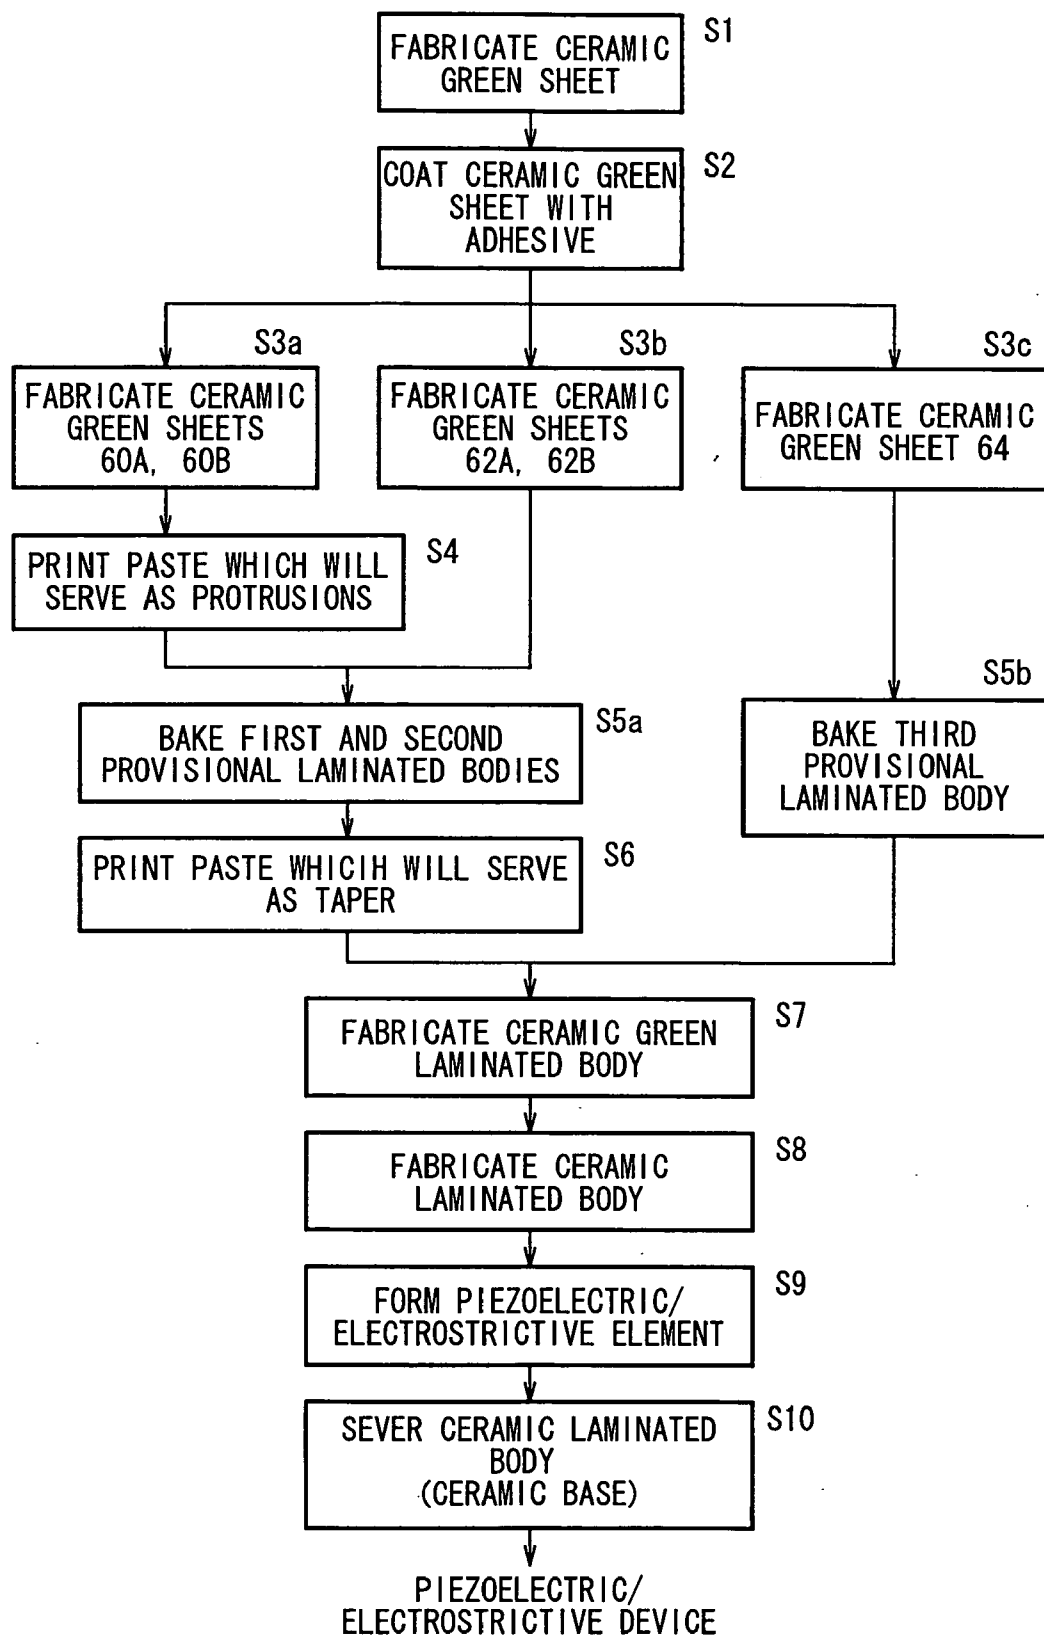 S1
FABRICATE CERAMIC
GREEN SHEET
S2
COAT CERAMIC GREEN
SHEET WITH
ADHESIVE
S3a
FABRICATE CERAMIC
GREEN SHEETS
60A, 60B
S3b
FABRICATE CERAMIC
GREEN SHEETS
62A, 62B
S3c
FABRICATE CERAMIC
GREEN SHEET 64
S4
PRINT PASTE WHICH WILL
SERVE AS PROTRUSIONS
S5a
BAKE FIRST AND SECOND
PROVISIONAL LAMINATED BODIES
S5b
BAKE THIRD
PROVISIONAL
LAMINATED BODY
S6
PRINT PASTE WHICIH WILL SERVE
AS TAPER
S7
FABRICATE CERAMIC GREEN
LAMINATED BODY
S8
FABRICATE CERAMIC
LAMINATED BODY
S9
FORM PIEZOELECTRIC/
ELECTROSTRICTIVE ELEMENT
S10
SEVER CERAMIC LAMINATED
BODY
(CERAMIC BASE)
PIEZOELECTRIC/
ELECTROSTRICTIVE DEVICE